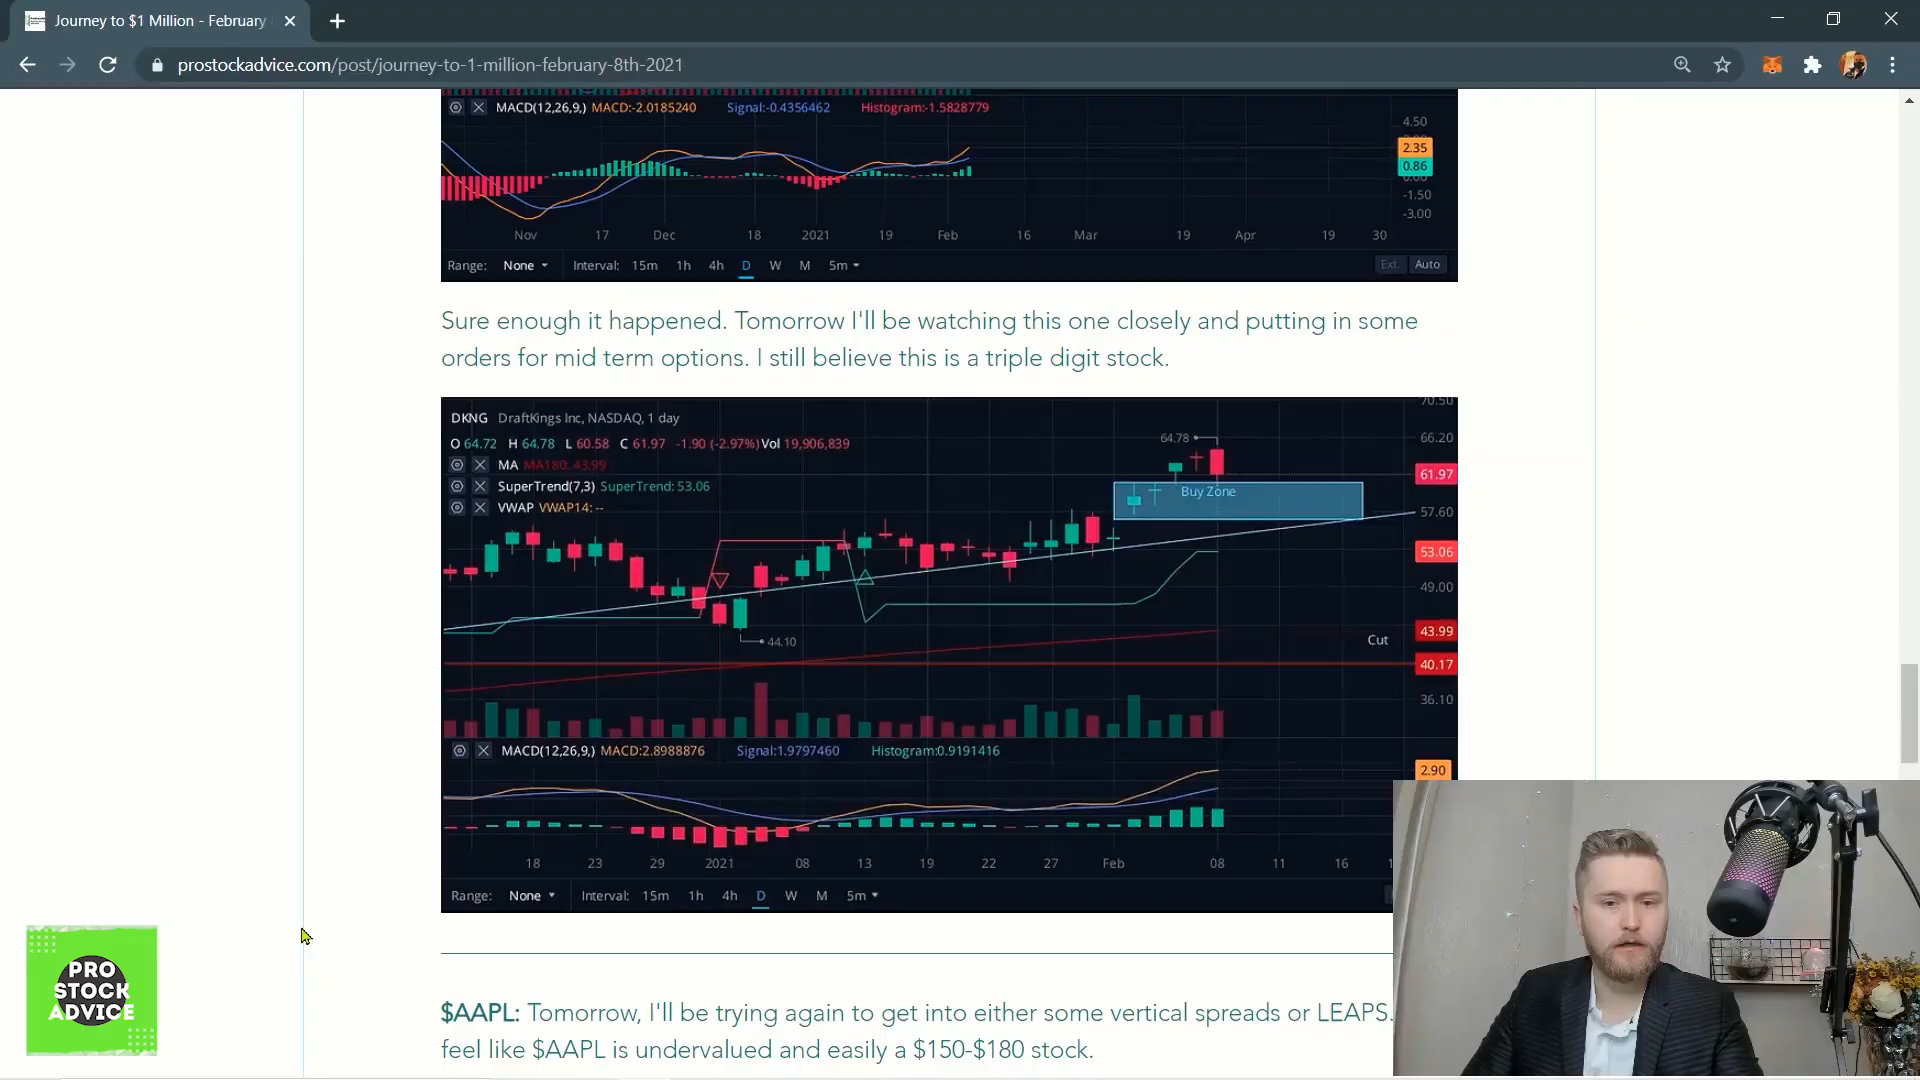 Journey to $1 Million - February
prostockadvice.com/post/journey-to-1-million-february-8th-2021
MACD(12,26,9,) MACD:-2.0185240 Signal:-0.4356462 Histogram:-1.5828779
4.50
2.35
0.86
-1.50
-3.00
Nov 17 Dec 18 2021 19 Feb 16 Mar 19 Apr 19 30
Range: None Interval: 15m 1h 4h D W M 5m Ext. Auto
Sure enough it happened. Tomorrow I'll be watching this one closely and putting in some
orders for mid term options. I still believe this is a triple digit stock.
DKNG DraftKings Inc, NASDAQ, 1 day
O 64.72 H 64.78 L 60.58 C 61.97 -1.90 (-2.97%) Vol 19,906,839
MA MA180: 43.99
SuperTrend(7,3) SuperTrend: 53.06
VWAP VWAP14: --
70.50
64.78
66.20
61.97
Buy Zone
57.60
53.06
49.00
44.10
Cut
43.99
40.17
36.10
MACD(12,26,9,) MACD:2.8988876 Signal:1.9797460 Histogram:0.9191416
2.90
18 23 29 2021 08 13 19 22 27 Feb 08 11 16
Range: None Interval: 15m 1h 4h D W M 5m
$AAPL: Tomorrow, I'll be trying again to get into either some vertical spreads or LEAPS.
feel like $AAPL is undervalued and easily a $150-$180 stock.
PRO
STOCK
ADVICE